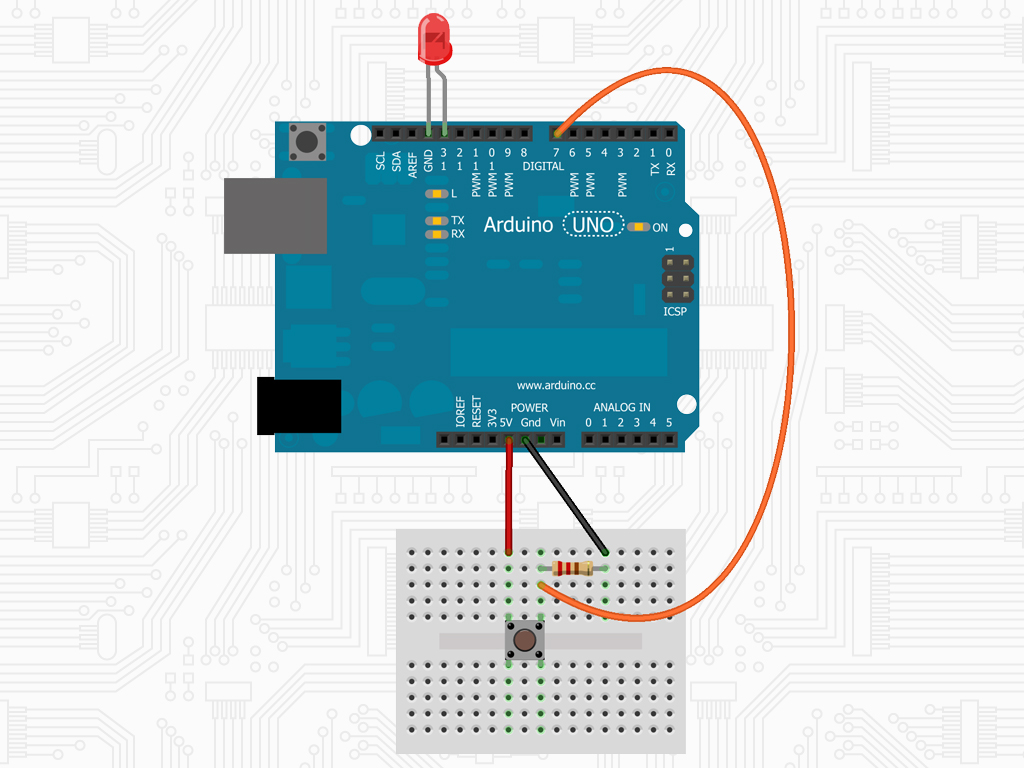 SCL
SDA
AREF
GND
13
12
PWM 11
PWM 10
PWM 9
8
7
PWM 6
PWM 5
4
PWM 3
2
TX 1
RX 0
DIGITAL
L
TX
RX
Arduino UNO
ON
1
ICSP
www.arduino.cc
POWER
ANALOG IN
IOREF
RESET
3V3
5V Gnd Vin
0 1 2 3 4 5